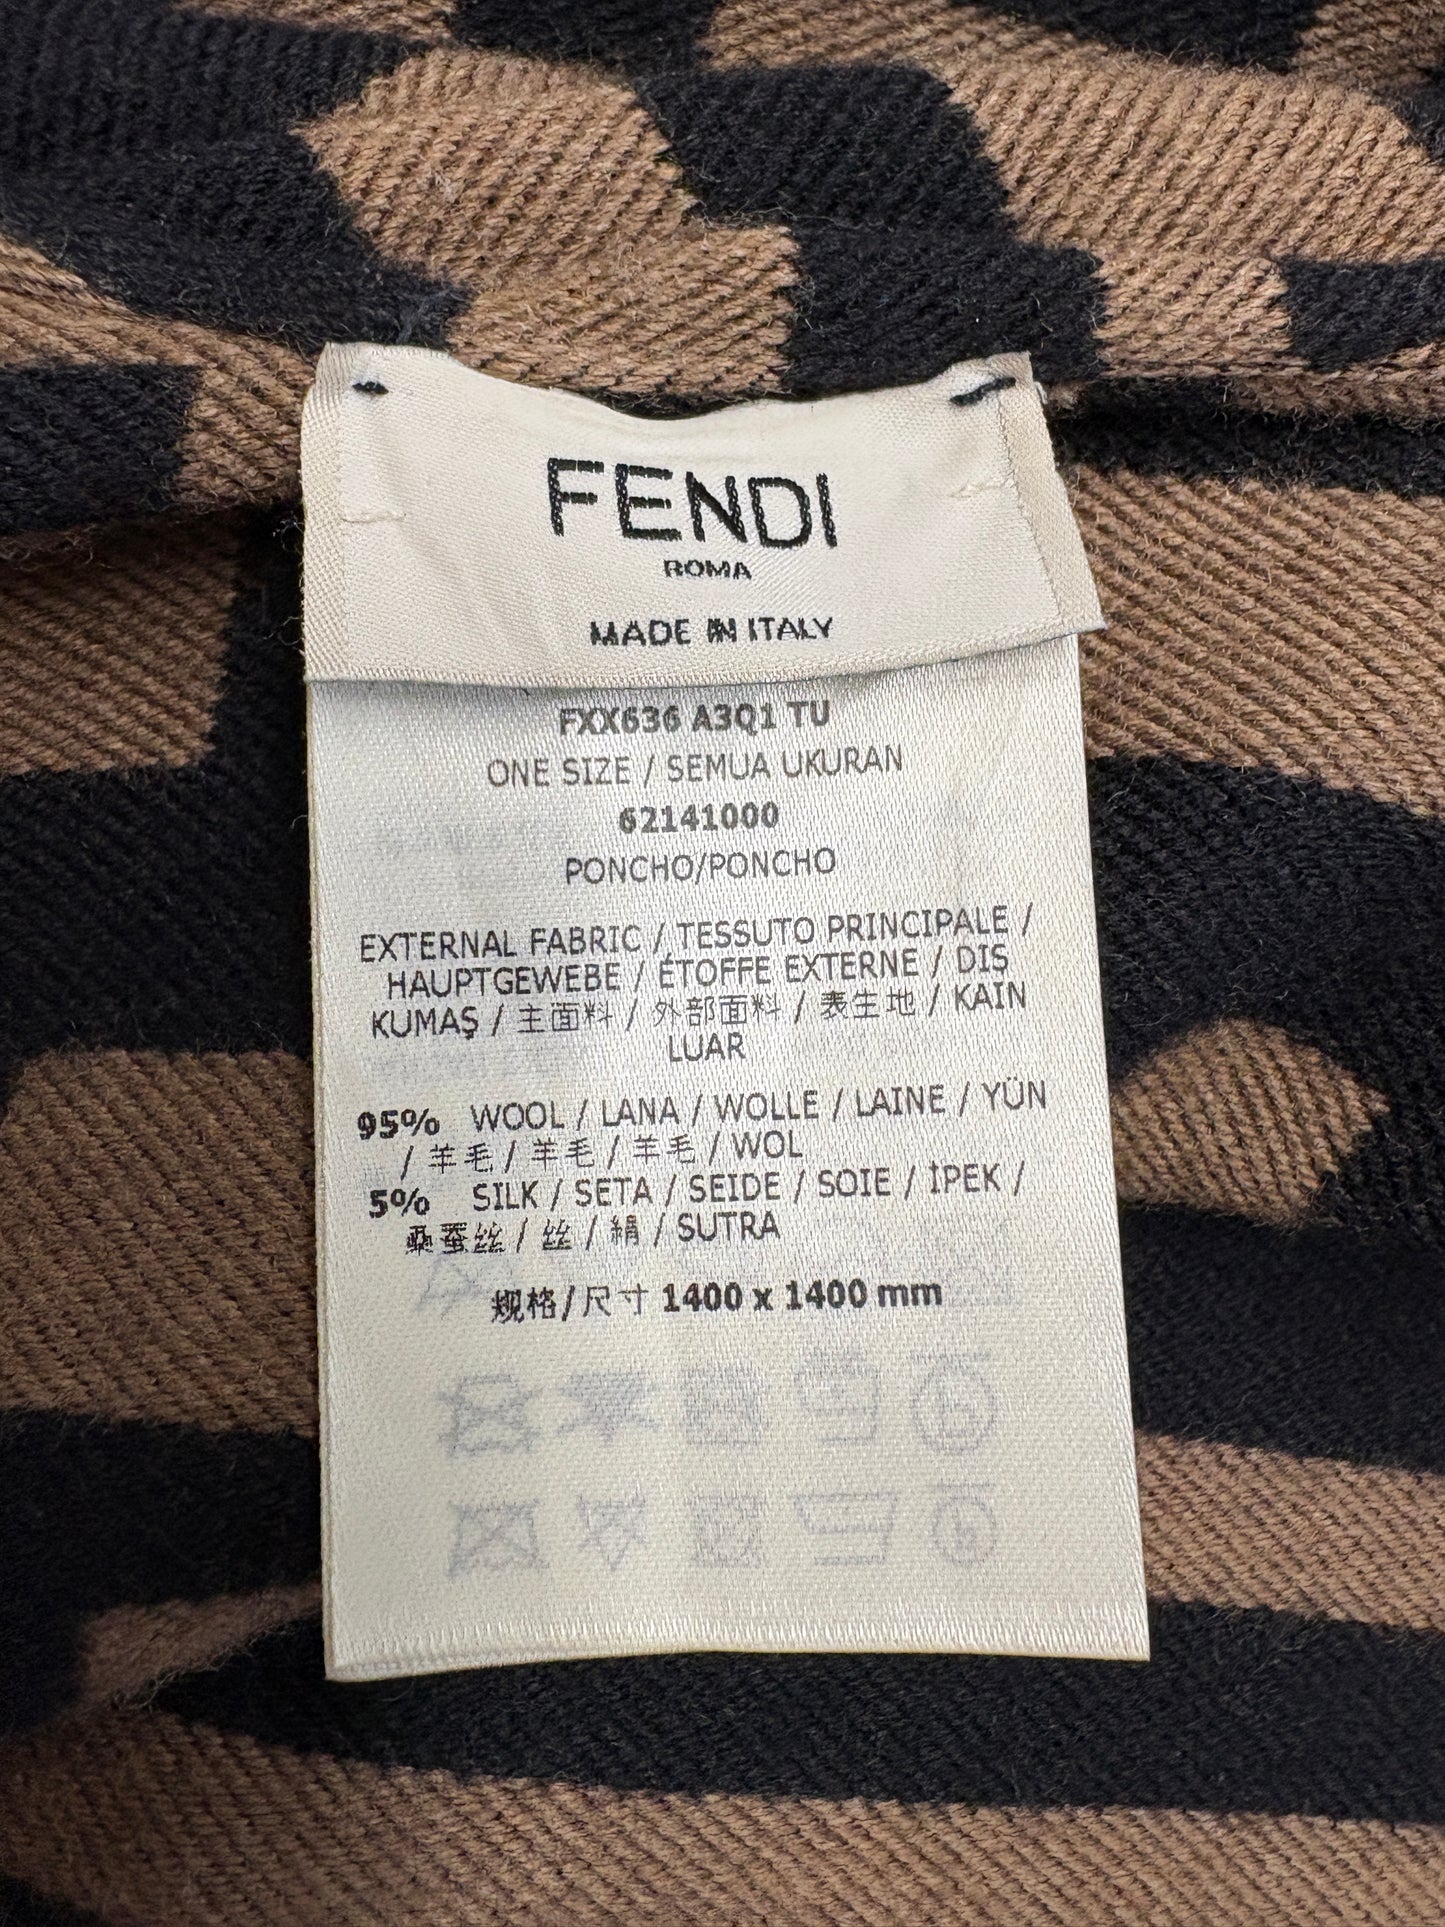 FENDI
ROMA
MADE IN ITALY
FXX636 A3Q1 TU
ONE SIZE / SEMUA UKURAN
62141000
PONCHO/PONCHO
EXTERNAL FABRIC / TESSUTO PRINCIPALE /
HAUPTGEWEBE / ÉTOFFE EXTERNE / DIŞ
KUMAŞ / 主面料 / 外部面料 / 表生地 / KAIN
LUAR
95% WOOL / LANA / WOLLE / LAINE / YÜN
/ 羊毛 / 羊毛 / 羊毛 / WOL
5% SILK / SETA / SEIDE / SOIE / İPEK /
桑蚕丝 / 丝 / 絹 / SUTRA
规格/尺寸 1400 x 1400 mm